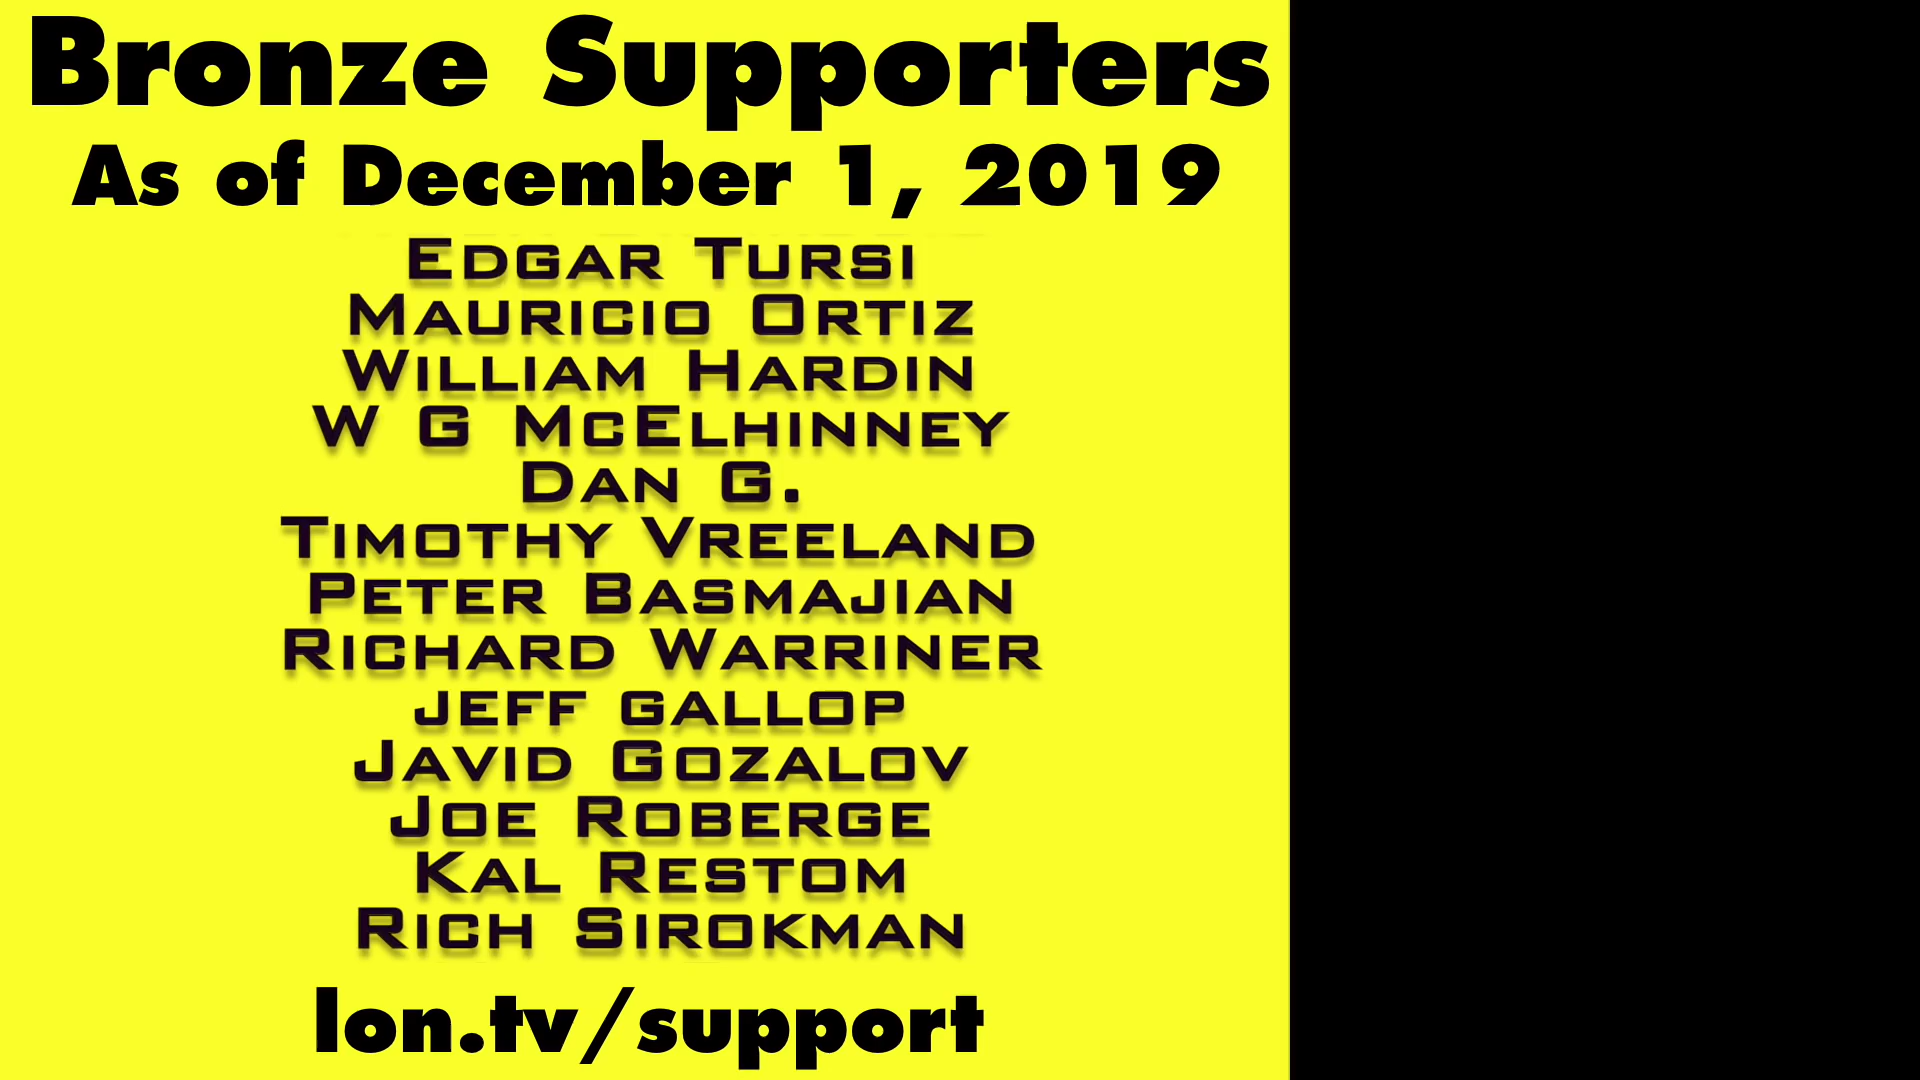 Bronze Supporters
As of December 1, 2019
Edgar Tursi
Mauricio Ortiz
William Hardin
W G McElhinney
Dan G.
Timothy Vreeland
Peter Basmajian
Richard Warriner
jeff gallop
Javid Gozalov
Joe Roberge
Kal Restom
Rich Sirokman
lon.tv/support